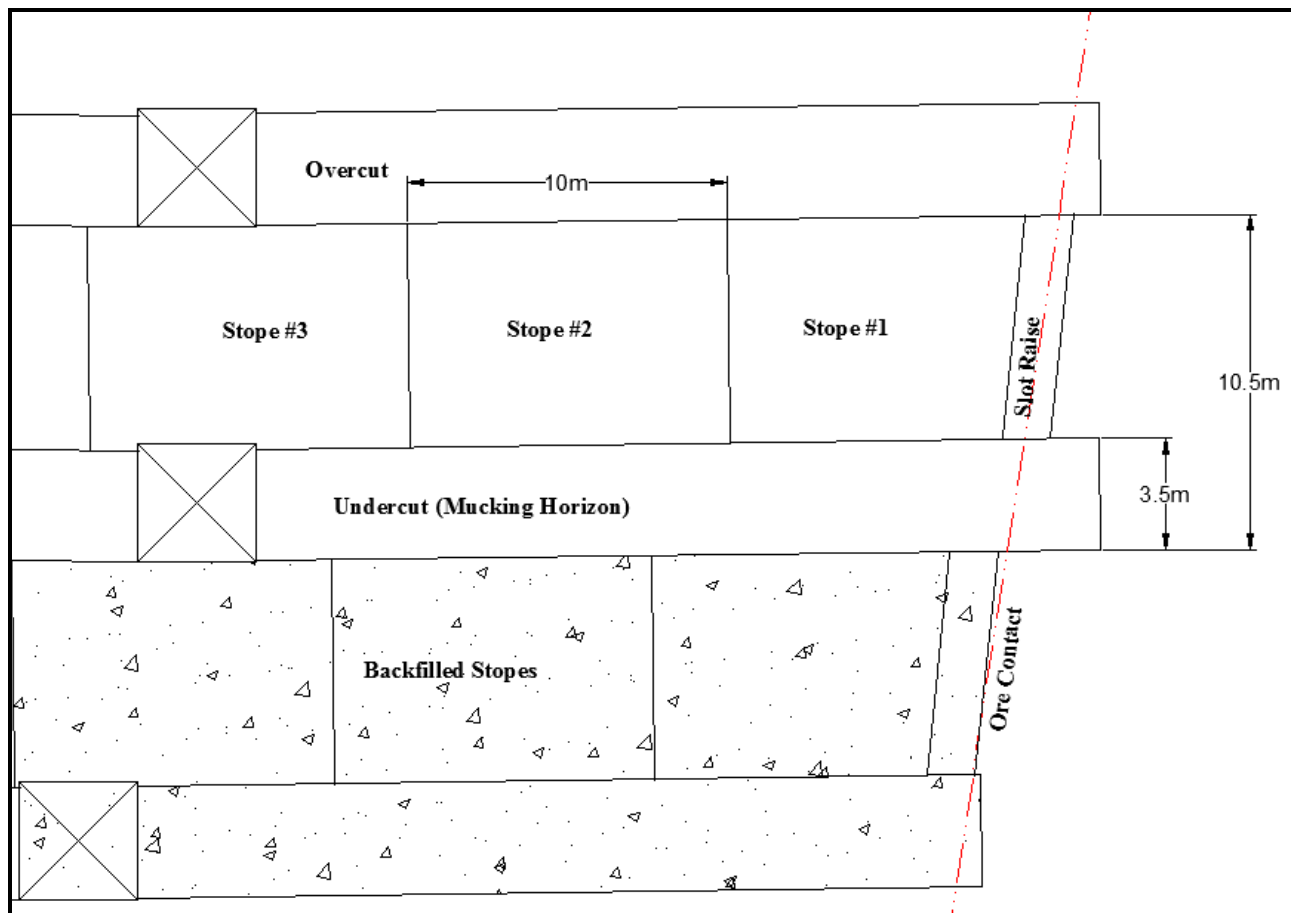 Overcut
10m
Stope #3
Stope #2
Stope #1
Slot Raise
10.5m
3.5m
Undercut (Mucking Horizon)
Backfilled Stopes
Ore Contact